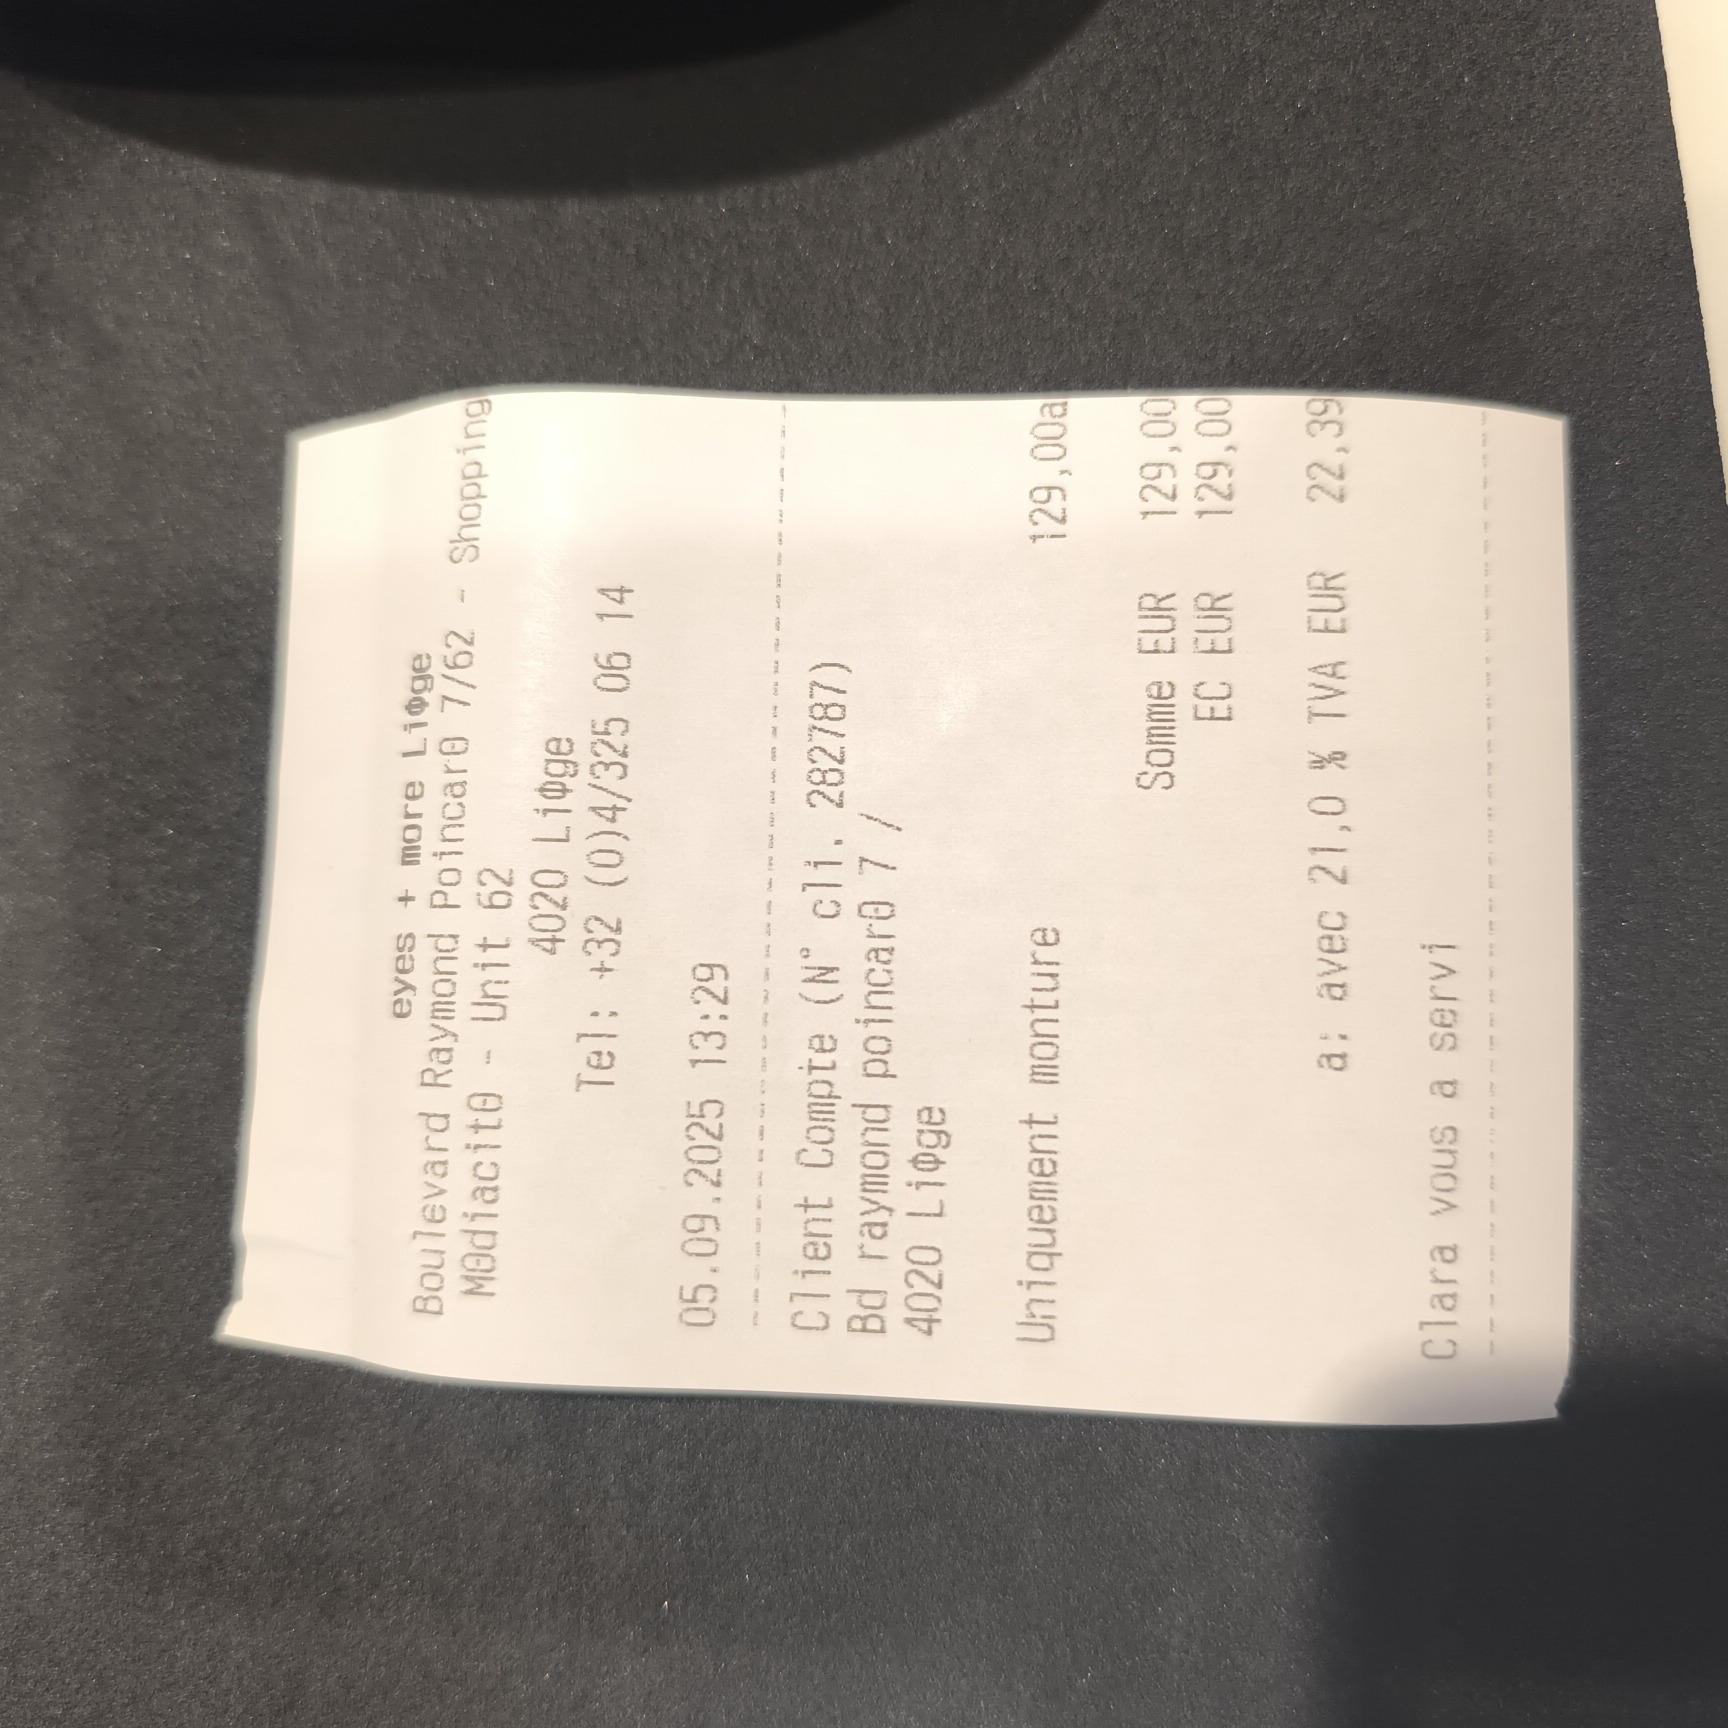 eyes + more LiΦge
Boulevard Raymond PoincarΘ 7/62 - Shopping
MΘdiacitΘ - Unit 62
4020 LiΦge
Tel: +32 (0)4/325 06 14
05.09.2025 13:29
Client Compte (N° cli. 282787)
Bd raymond poincarΘ 7 /
4020 LiΦge
Uniquement monture 129,00a
Somme EUR 129,00
EC EUR 129,00
a: avec 21,0 % TVA EUR 22,39
Clara vous a servi